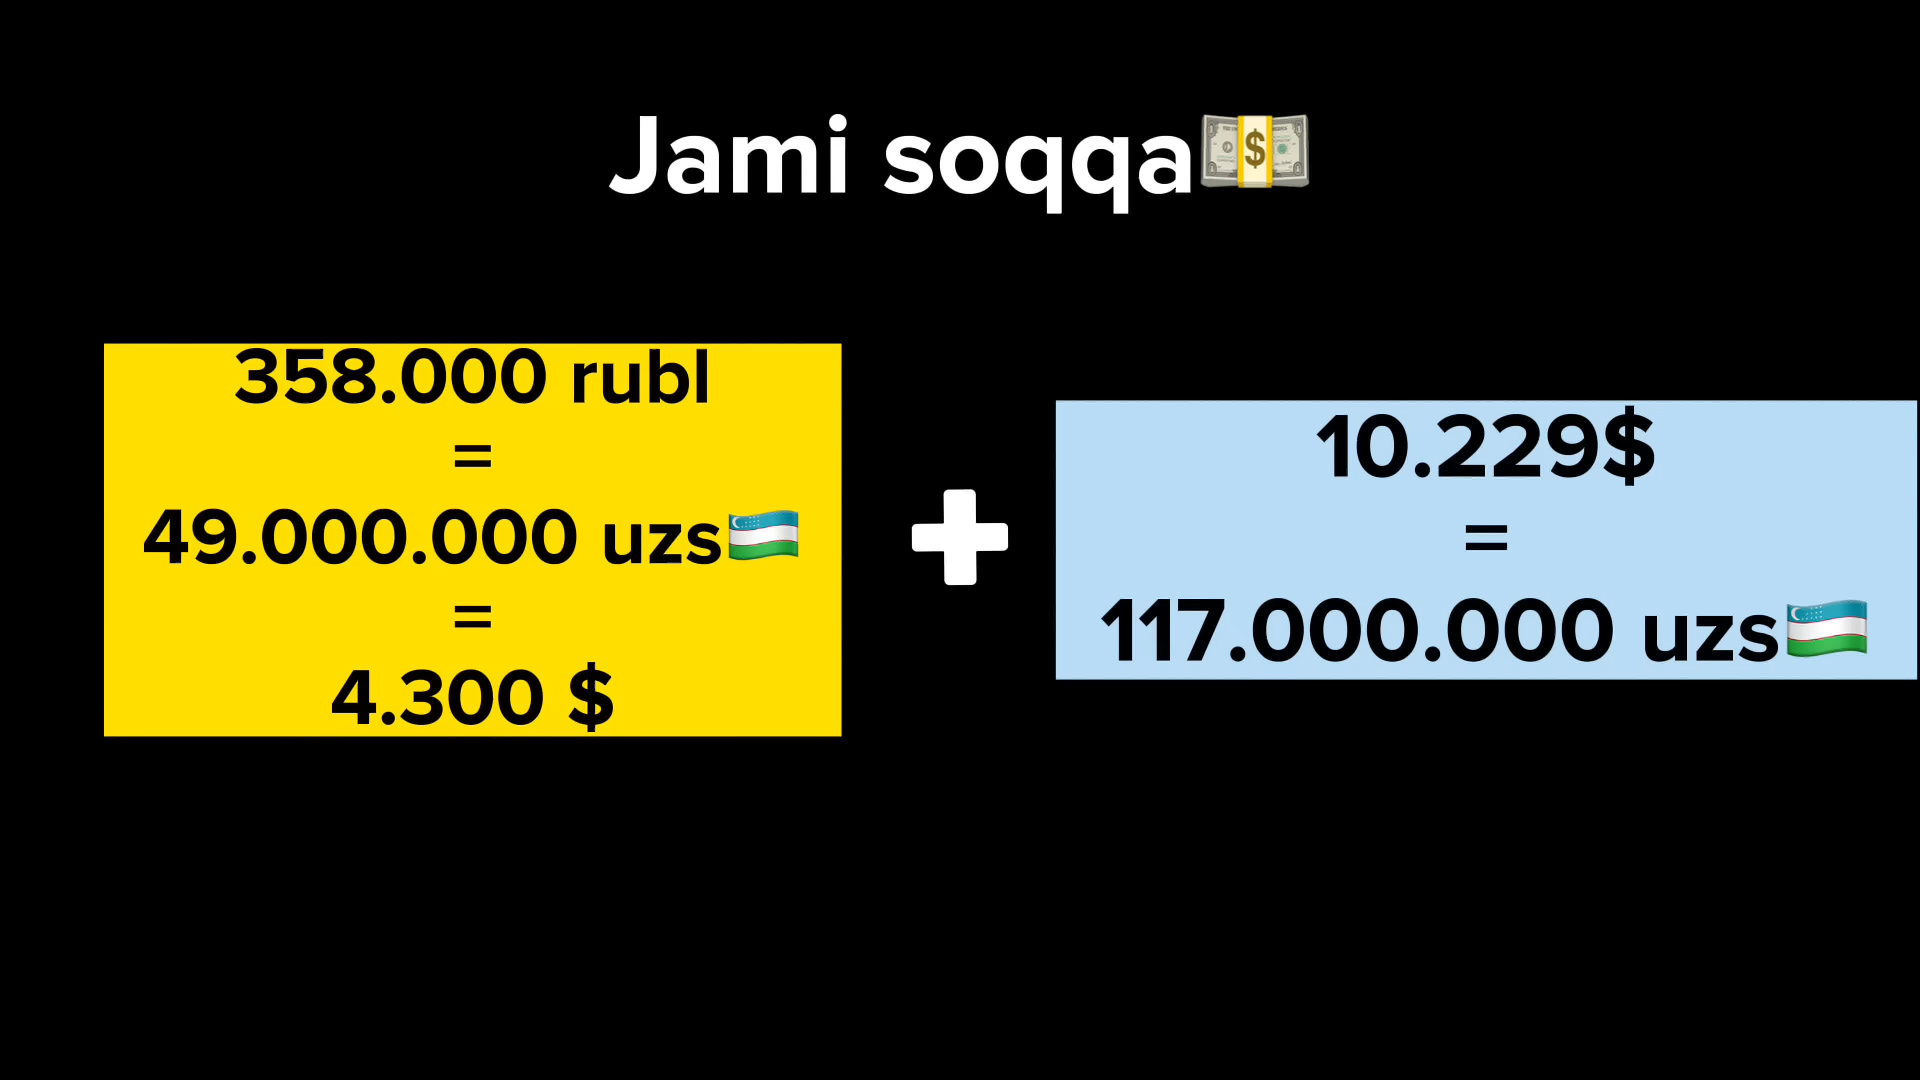 Jami soqqa💵
358.000 rubl
=
49.000.000 uzs🇺🇿
=
4.300 $
+
10.229$
=
117.000.000 uzs🇺🇿